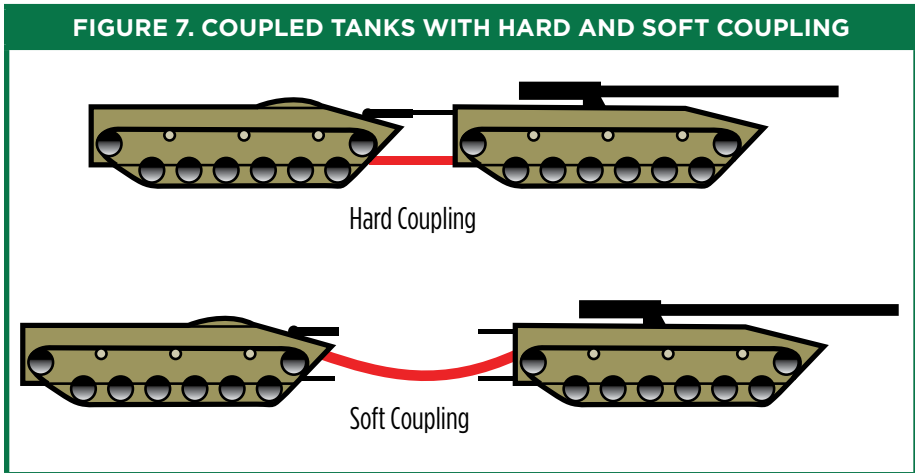 FIGURE 7. COUPLED TANKS WITH HARD AND SOFT COUPLING
Hard Coupling
Soft Coupling